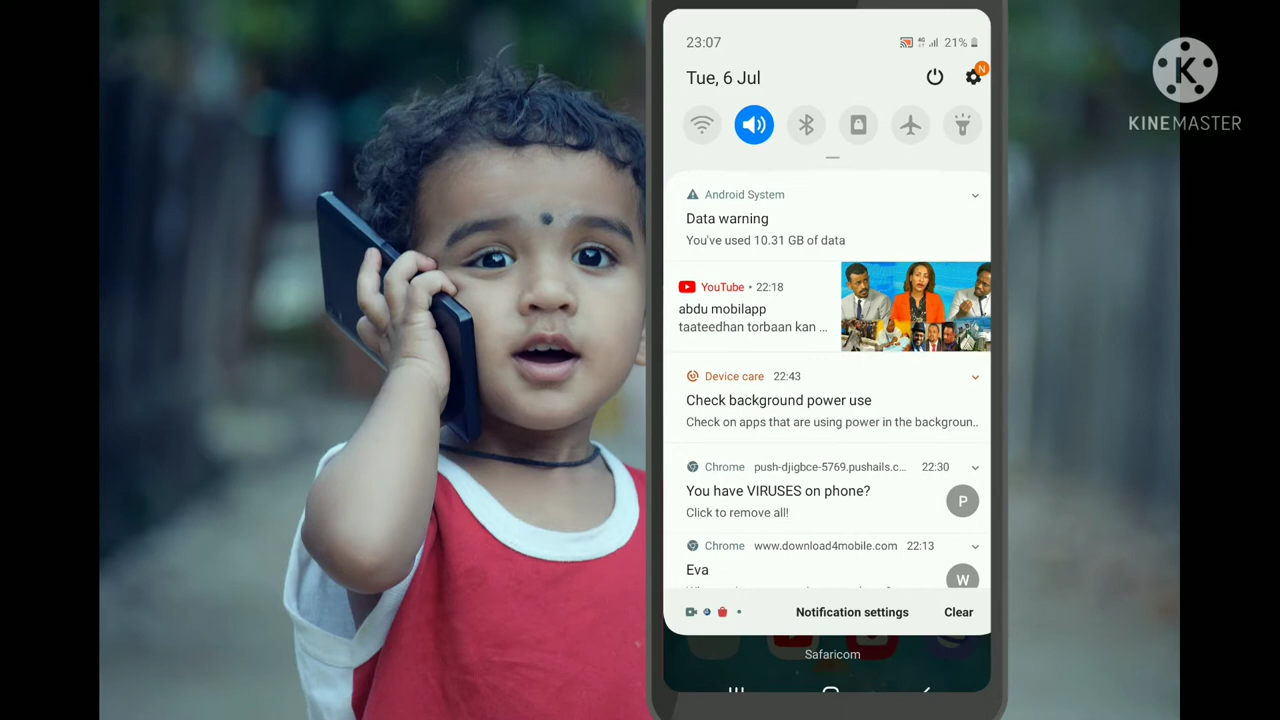 23:07
4G
21%
Tue, 6 Jul
N
Android System
Data warning
You've used 10.31 GB of data
YouTube • 22:18
abdu mobilapp
taateedhan torbaan kan ...
Device care 22:43
Check background power use
Check on apps that are using power in the backgroun..
Chrome push-djigbce-5769.pushails.c... 22:30
You have VIRUSES on phone?
P
Click to remove all!
Chrome www.download4mobile.com 22:13
Eva
W
Notification settings
Clear
Safaricom
K
KINEMASTER